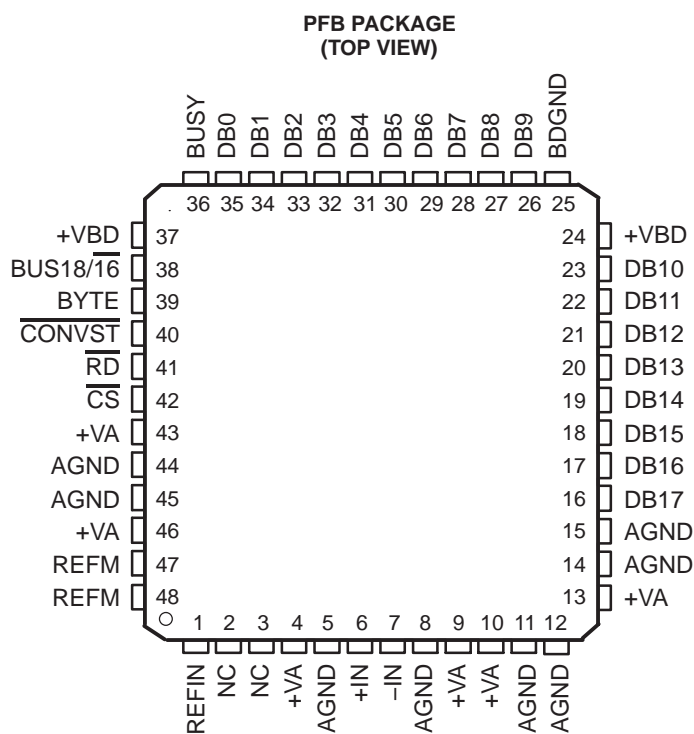 PFB PACKAGE
(TOP VIEW)
BUSY DB0 DB1 DB2 DB3 DB4 DB5 DB6 DB7 DB8 DB9 BDGND
36 35 34 33 32 31 30 29 28 27 26 25
+VBD 37 24 +VBD
BUS18/1̅6̅ 38 23 DB10
BYTE 39 22 DB11
C̅O̅N̅V̅S̅T̅ 40 21 DB12
R̅D̅ 41 20 DB13
C̅S̅ 42 19 DB14
+VA 43 18 DB15
AGND 44 17 DB16
AGND 45 16 DB17
+VA 46 15 AGND
REFM 47 14 AGND
REFM 48 13 +VA
1 2 3 4 5 6 7 8 9 10 11 12
REFIN NC NC +VA AGND +IN −IN AGND +VA +VA AGND AGND